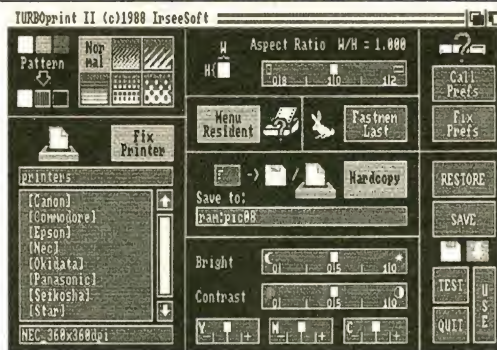 TURBOprint II (c)1988 IrseeSoft
Pattern
Nor
mal
Fix
Printer
printers
[Canon]
[Commodore]
[Epson]
[Nec]
[Okidata]
[Panasonic]
[Seikosha]
[Star]
NEC_360x360dpi
W
Aspect Ratio W/H = 1.000
H
0|8 1|0 1|2
Menu
Resident
Fastmem
Last
-> /
Hardcopy
Save to:
ram:pic08
Bright
0| 0|5 1|0
Contrast
0| 0|5 1|0
Y - + M - + C - +
-?-
Call
Prefs
Fix
Prefs
RESTORE
SAVE
TEST
QUIT
USE